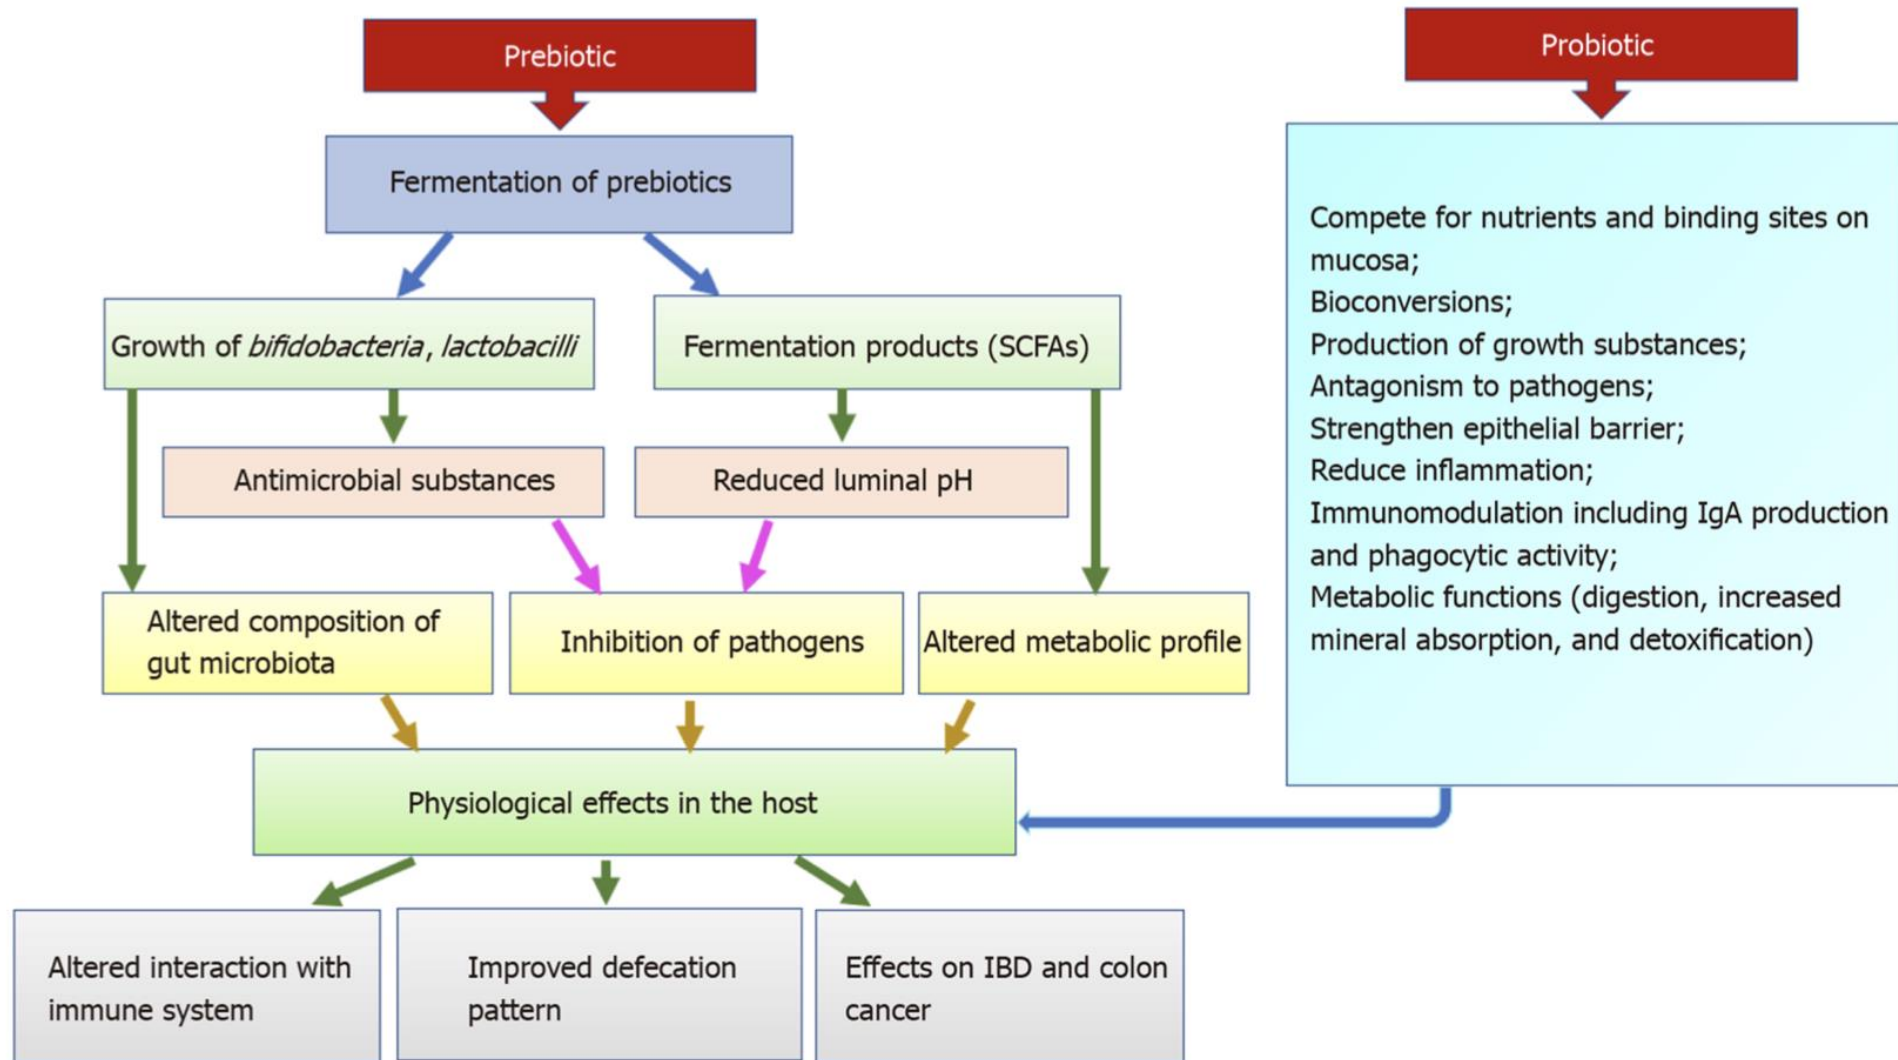 Prebiotic
Probiotic
Fermentation of prebiotics
Growth of bifidobacteria, lactobacilli
Fermentation products (SCFAs)
Antimicrobial substances
Reduced luminal pH
Altered composition of
gut microbiota
Inhibition of pathogens
Altered metabolic profile
Compete for nutrients and binding sites on
mucosa;
Bioconversions;
Production of growth substances;
Antagonism to pathogens;
Strengthen epithelial barrier;
Reduce inflammation;
Immunomodulation including IgA production
and phagocytic activity;
Metabolic functions (digestion, increased
mineral absorption, and detoxification)
Physiological effects in the host
Altered interaction with
immune system
Improved defecation
pattern
Effects on IBD and colon
cancer